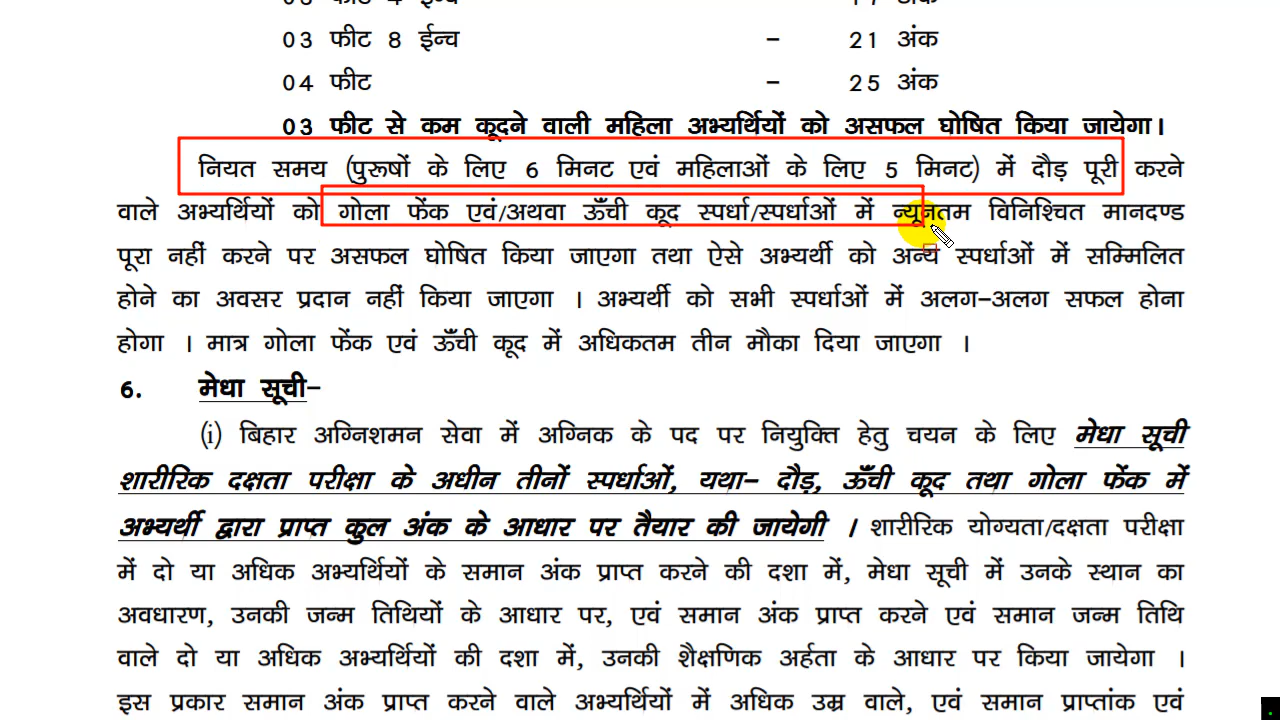 03 फीट 8 ईन्च – 21 अंक
04 फीट – 25 अंक
03 फीट से कम कूदने वाली महिला अभ्यर्थियों को असफल घोषित किया जायेगा।
नियत समय (पुरूषों के लिए 6 मिनट एवं महिलाओं के लिए 5 मिनट) में दौड़ पूरी करने
वाले अभ्यर्थियों को गोला फेंक एवं/अथवा ऊँची कूद स्पर्धा/स्पर्धाओं में न्यूनतम विनिश्चित मानदण्ड
पूरा नहीं करने पर असफल घोषित किया जाएगा तथा ऐसे अभ्यर्थी को अन्य स्पर्धाओं में सम्मिलित
होने का अवसर प्रदान नहीं किया जाएगा । अभ्यर्थी को सभी स्पर्धाओं में अलग–अलग सफल होना
होगा । मात्र गोला फेंक एवं ऊँची कूद में अधिकतम तीन मौका दिया जाएगा ।
6. मेधा सूची–
(i) बिहार अग्निशमन सेवा में अग्निक के पद पर नियुक्ति हेतु चयन के लिए मेधा सूची
शारीरिक दक्षता परीक्षा के अधीन तीनों स्पर्धाओं, यथा– दौड़, ऊँची कूद तथा गोला फेंक में
अभ्यर्थी द्वारा प्राप्त कुल अंक के आधार पर तैयार की जायेगी । शारीरिक योग्यता/दक्षता परीक्षा
में दो या अधिक अभ्यर्थियों के समान अंक प्राप्त करने की दशा में, मेधा सूची में उनके स्थान का
अवधारण, उनकी जन्म तिथियों के आधार पर, एवं समान अंक प्राप्त करने एवं समान जन्म तिथि
वाले दो या अधिक अभ्यर्थियों की दशा में, उनकी शैक्षणिक अर्हता के आधार पर किया जायेगा ।
इस प्रकार समान अंक प्राप्त करने वाले अभ्यर्थियों में अधिक उम्र वाले, एवं समान प्राप्तांक एवं